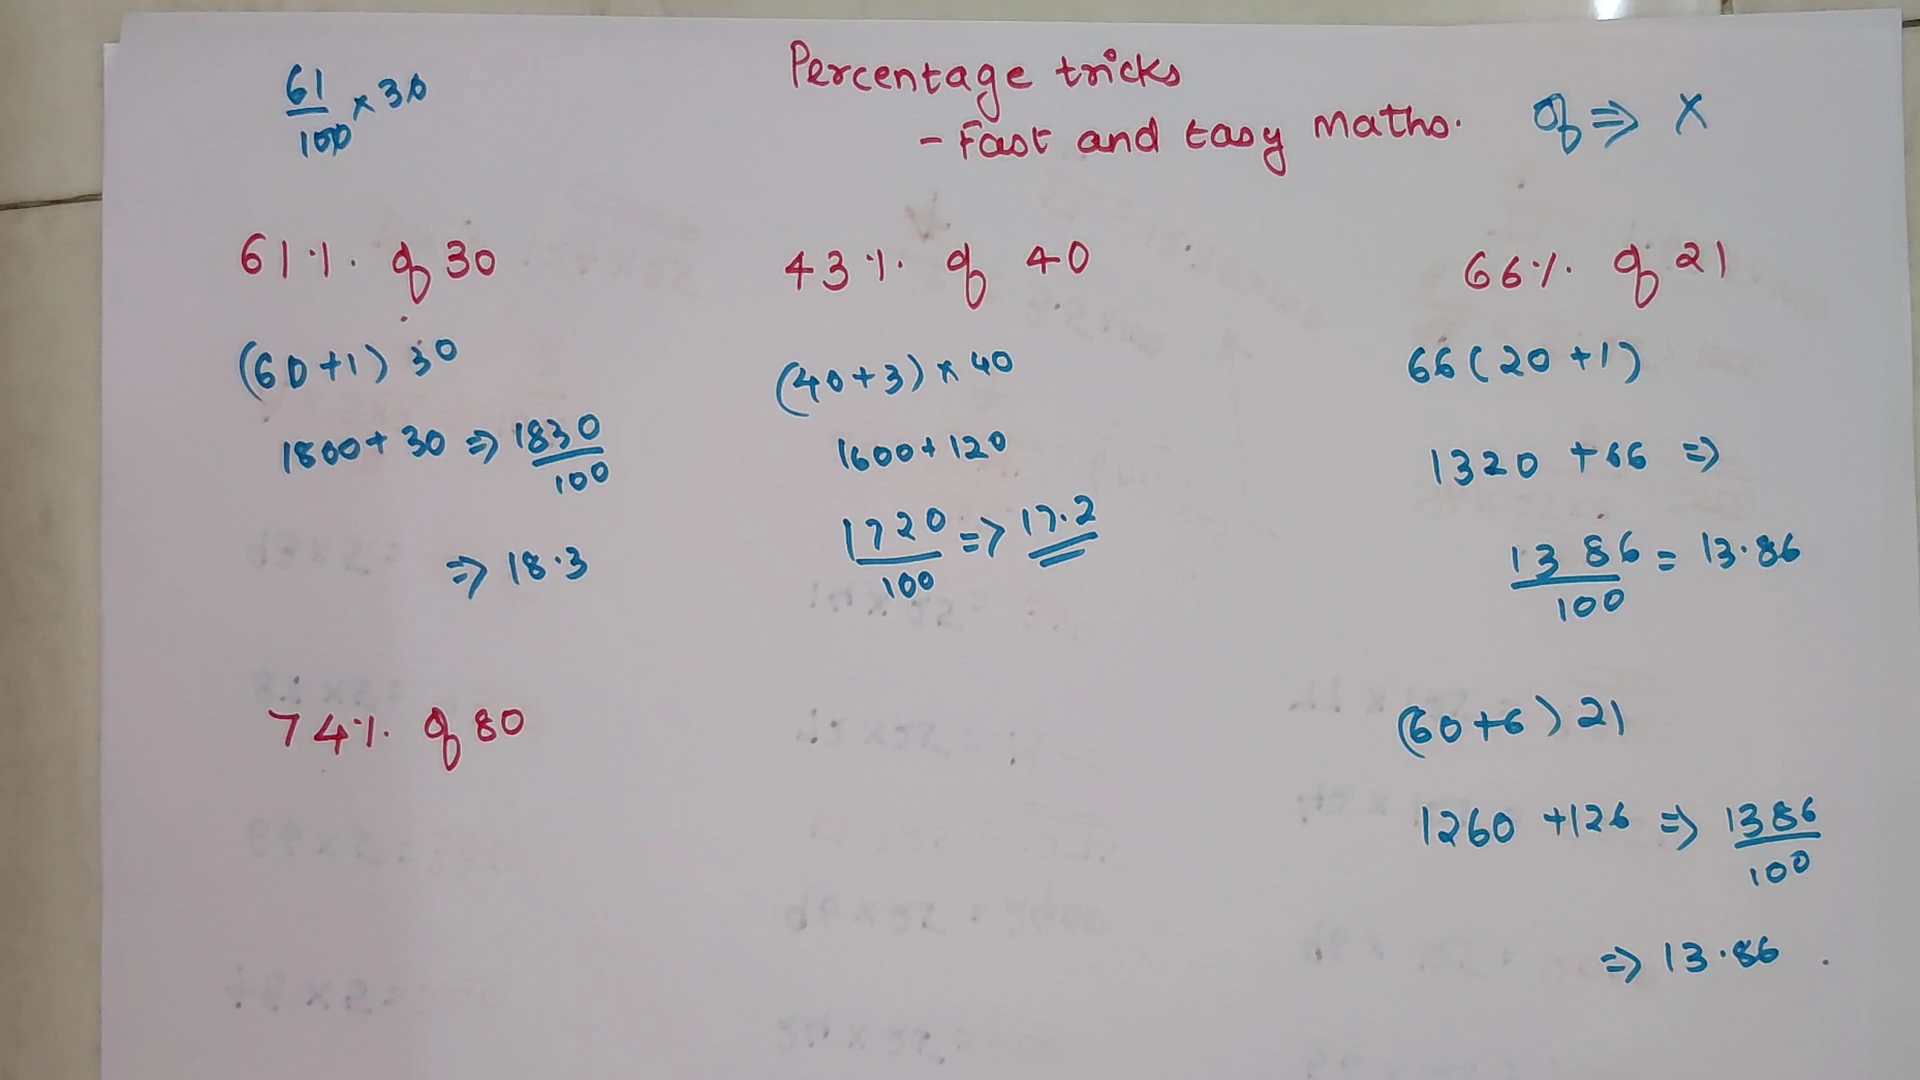 Percentage tricks
- Fast and Easy maths.
of ⇒ ×
61/100 × 30
61% of 30
(60+1) 30
1800 + 30 ⇒ 1830/100
⇒ 18.3
43% of 40
(40+3) × 40
1600 + 120
1720/100 ⇒ 17.2
66% of 21
66 (20 + 1)
1320 + 66 ⇒
1386/100 = 13.86
(60+6) 21
1260 + 126 ⇒ 1386/100
⇒ 13.86
74% of 80